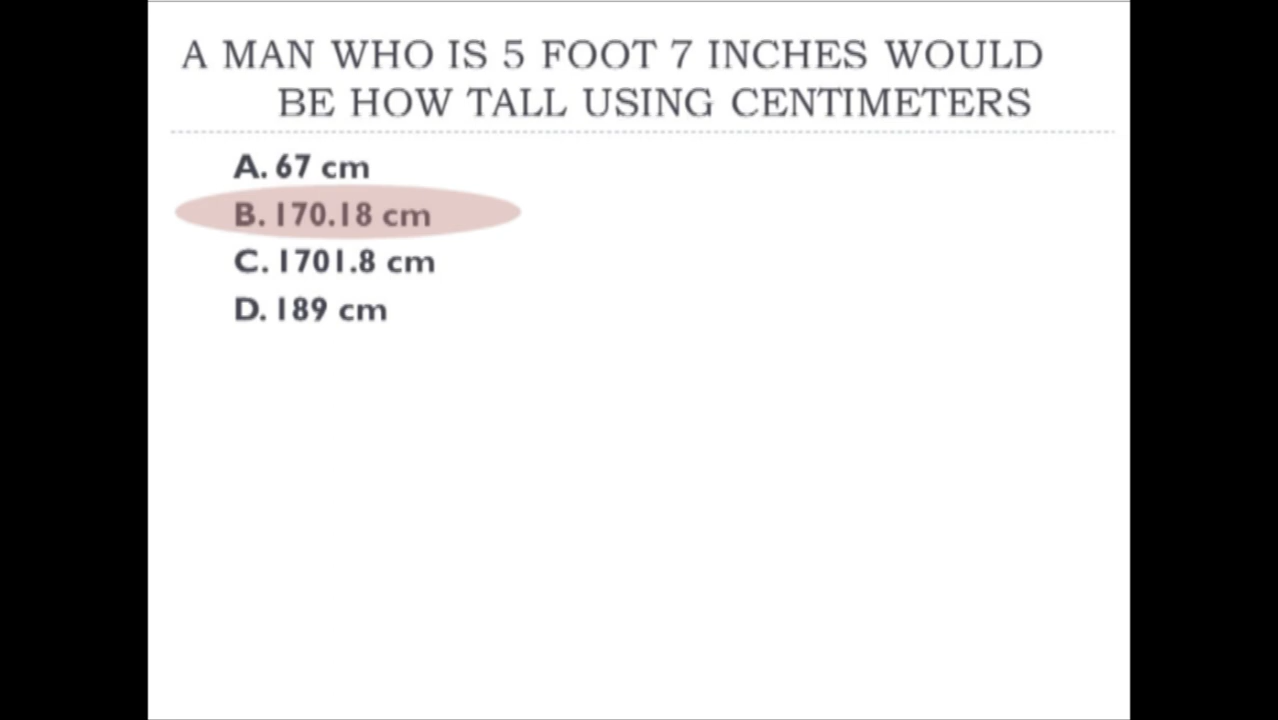 A MAN WHO IS 5 FOOT 7 INCHES WOULD
BE HOW TALL USING CENTIMETERS
A. 67 cm
B. 170.18 cm
C. 1701.8 cm
D. 189 cm